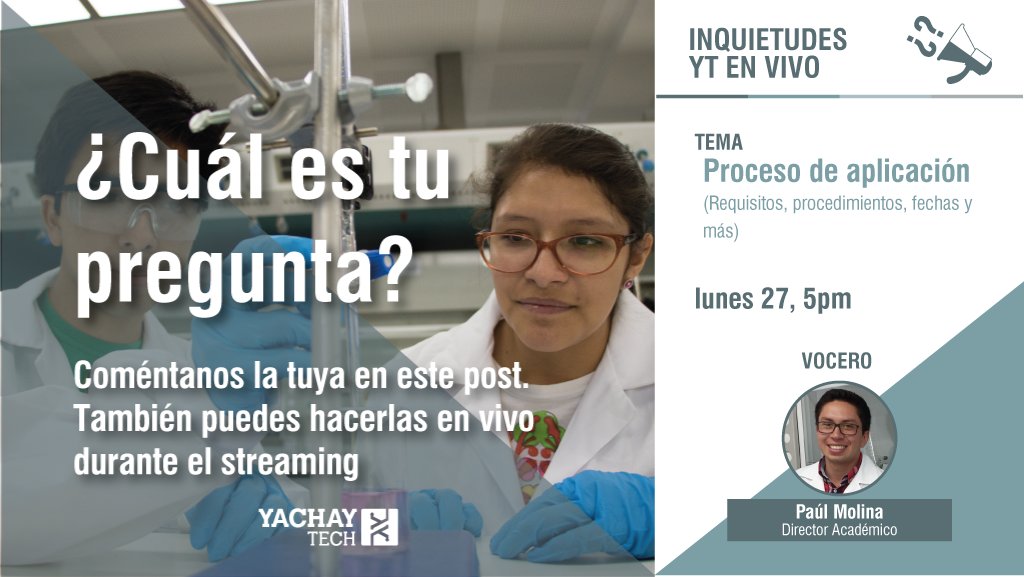 ¿Cuál es tu
pregunta?
Coméntanos la tuya en este post.
También puedes hacerlas en vivo
durante el streaming
YACHAY
TECH
INQUIETUDES
YT EN VIVO
TEMA
Proceso de aplicación
(Requisitos, procedimientos, fechas y
más)
lunes 27, 5pm
VOCERO
Paúl Molina
Director Académico